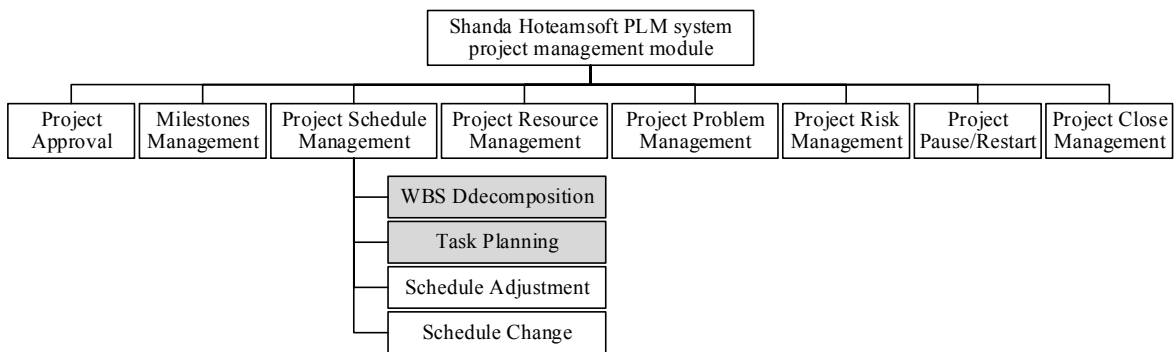 Shanda Hoteamsoft PLM system
project management module
Project
Approval
Milestones
Management
Project Schedule
Management
Project Resource
Management
Project Problem
Management
Project Risk
Management
Project
Pause/Restart
Project Close
Management
WBS Ddecomposition
Task Planning
Schedule Adjustment
Schedule Change